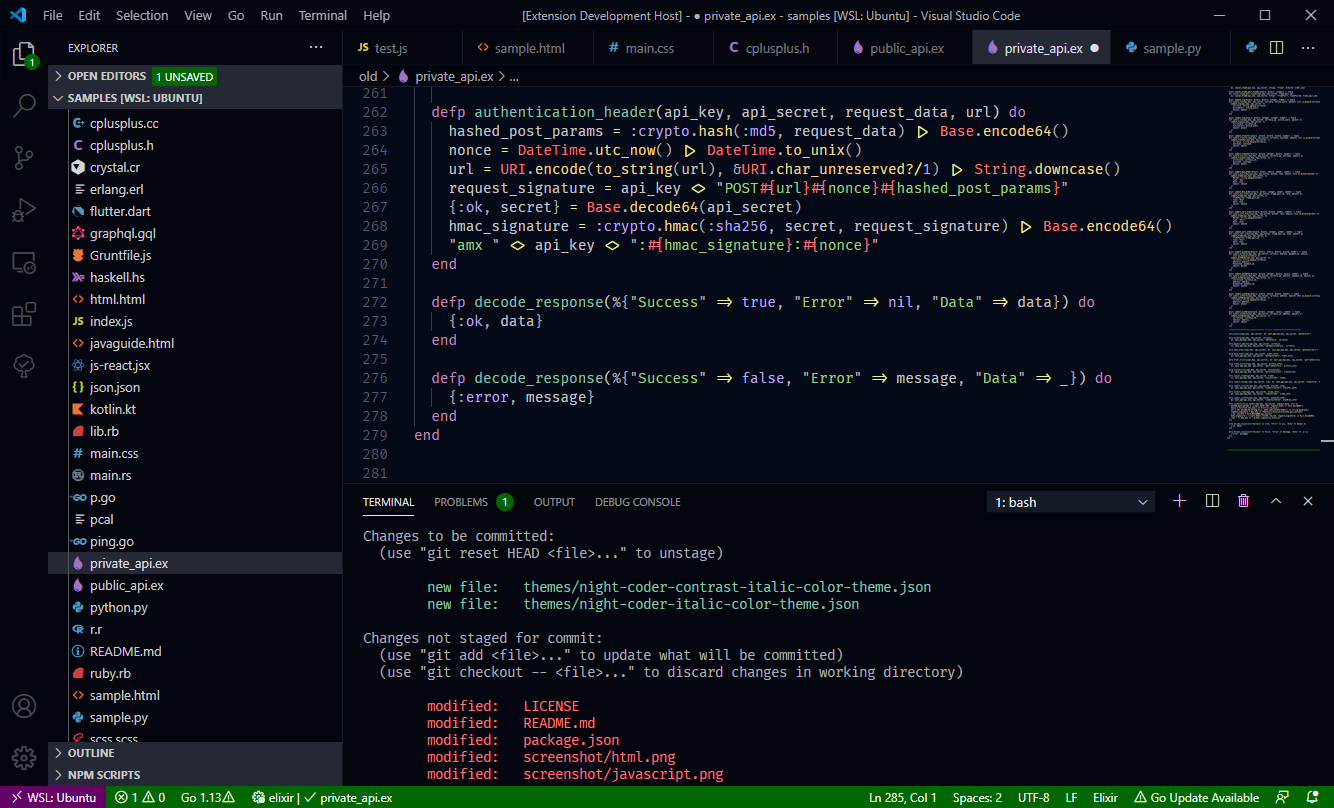 File Edit Selection View Go Run Terminal Help [Extension Development Host] - ● private_api.ex - samples [WSL: Ubuntu] - Visual Studio Code
EXPLORER ...
1
OPEN EDITORS 1 UNSAVED
SAMPLES [WSL: UBUNTU]
cplusplus.cc
C cplusplus.h
crystal.cr
erlang.erl
flutter.dart
graphql.gql
Gruntfile.js
haskell.hs
<> html.html
JS index.js
<> javaguide.html
js-react.jsx
{} json.json
kotlin.kt
lib.rb
# main.css
main.rs
GO p.go
pcal
GO ping.go
private_api.ex
public_api.ex
python.py
r.r
README.md
ruby.rb
<> sample.html
sample.py
scss.scss
OUTLINE
NPM SCRIPTS
JS test.js <> sample.html # main.css C cplusplus.h public_api.ex private_api.ex ● sample.py ...
old > private_api.ex > ...
261
262 defp authentication_header(api_key, api_secret, request_data, url) do
263 hashed_post_params = :crypto.hash(:md5, request_data) |> Base.encode64()
264 nonce = DateTime.utc_now() |> DateTime.to_unix()
265 url = URI.encode(to_string(url), &URI.char_unreserved?/1) |> String.downcase()
266 request_signature = api_key <> "POST#{url}#{nonce}#{hashed_post_params}"
267 {:ok, secret} = Base.decode64(api_secret)
268 hmac_signature = :crypto.hmac(:sha256, secret, request_signature) |> Base.encode64()
269 "amx " <> api_key <> ":#{hmac_signature}:#{nonce}"
270 end
271
272 defp decode_response(%{"Success" => true, "Error" => nil, "Data" => data}) do
273 {:ok, data}
274 end
275
276 defp decode_response(%{"Success" => false, "Error" => message, "Data" => _}) do
277 {:error, message}
278 end
279 end
280
281
TERMINAL PROBLEMS 1 OUTPUT DEBUG CONSOLE 1: bash
Changes to be committed:
(use "git reset HEAD <file>..." to unstage)
new file: themes/night-coder-contrast-italic-color-theme.json
new file: themes/night-coder-italic-color-theme.json
Changes not staged for commit:
(use "git add <file>..." to update what will be committed)
(use "git checkout -- <file>..." to discard changes in working directory)
modified: LICENSE
modified: README.md
modified: package.json
modified: screenshot/html.png
modified: screenshot/javascript.png
WSL: Ubuntu 1 0 Go 1.13 elixir | ✓ private_api.ex Ln 285, Col 1 Spaces: 2 UTF-8 LF Elixir Go Update Available